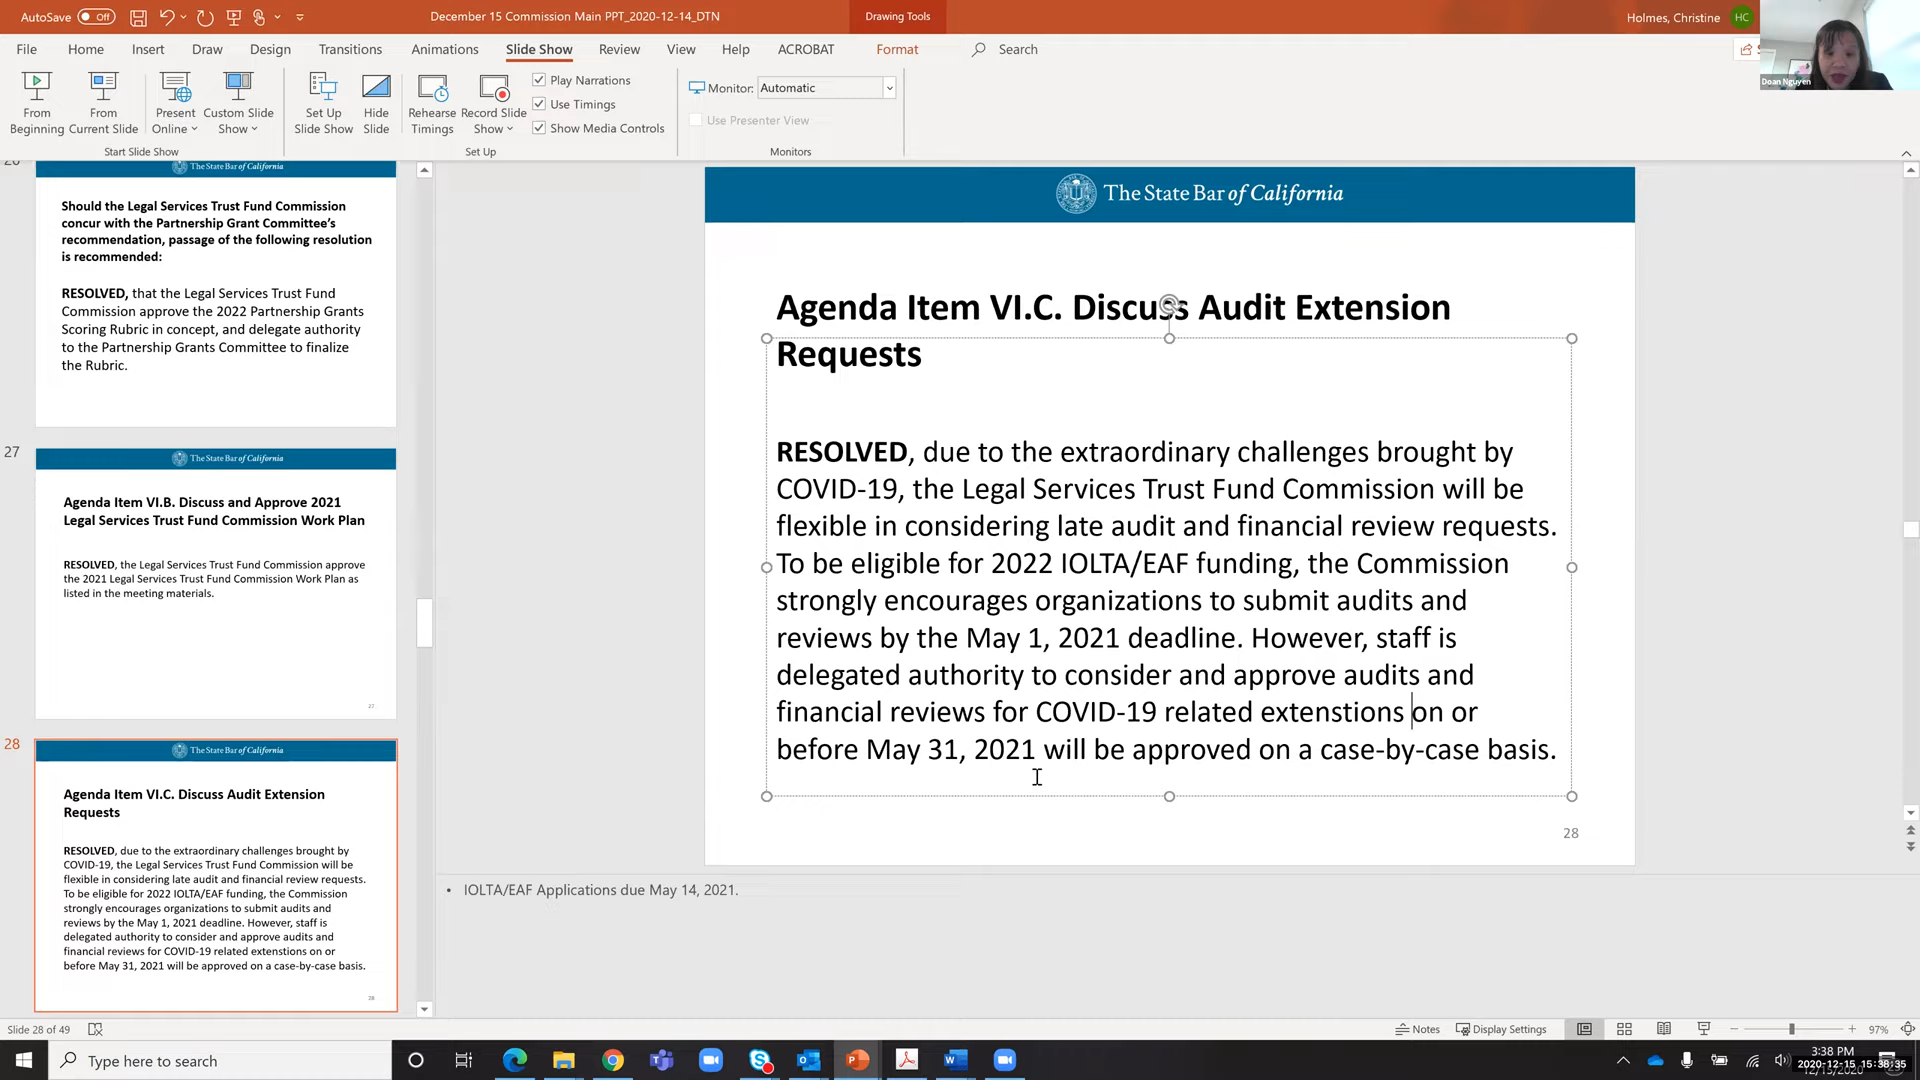 AutoSave Off
December 15 Commission Main PPT_2020-12-14_DTN
Drawing Tools
Holmes, Christine HC
File Home Insert Draw Design Transitions Animations Slide Show Review View Help ACROBAT Format Search
Doan Nguyen
From Beginning
From Current Slide
Present Online
Custom Slide Show
Set Up Slide Show
Hide Slide
Rehearse Timings
Record Slide Show
Play Narrations
Use Timings
Show Media Controls
Monitor: Automatic
Use Presenter View
Start Slide Show
Set Up
Monitors
The State Bar of California
Should the Legal Services Trust Fund Commission
concur with the Partnership Grant Committee's
recommendation, passage of the following resolution
is recommended:
RESOLVED, that the Legal Services Trust Fund
Commission approve the 2022 Partnership Grants
Scoring Rubric in concept, and delegate authority
to the Partnership Grants Committee to finalize
the Rubric.
27
The State Bar of California
Agenda Item VI.B. Discuss and Approve 2021
Legal Services Trust Fund Commission Work Plan
RESOLVED, the Legal Services Trust Fund Commission approve
the 2021 Legal Services Trust Fund Commission Work Plan as
listed in the meeting materials.
27
28
The State Bar of California
Agenda Item VI.C. Discuss Audit Extension
Requests
RESOLVED, due to the extraordinary challenges brought by
COVID-19, the Legal Services Trust Fund Commission will be
flexible in considering late audit and financial review requests.
To be eligible for 2022 IOLTA/EAF funding, the Commission
strongly encourages organizations to submit audits and
reviews by the May 1, 2021 deadline. However, staff is
delegated authority to consider and approve audits and
financial reviews for COVID-19 related extenstions on or
before May 31, 2021 will be approved on a case-by-case basis.
28
The State Bar of California
Agenda Item VI.C. Discuss Audit Extension
Requests
RESOLVED, due to the extraordinary challenges brought by
COVID-19, the Legal Services Trust Fund Commission will be
flexible in considering late audit and financial review requests.
To be eligible for 2022 IOLTA/EAF funding, the Commission
strongly encourages organizations to submit audits and
reviews by the May 1, 2021 deadline. However, staff is
delegated authority to consider and approve audits and
financial reviews for COVID-19 related extenstions on or
before May 31, 2021 will be approved on a case-by-case basis.
28
• IOLTA/EAF Applications due May 14, 2021.
Slide 28 of 49
Notes Display Settings 97%
Type here to search
3:38 PM
2020-12-15 15:38:35